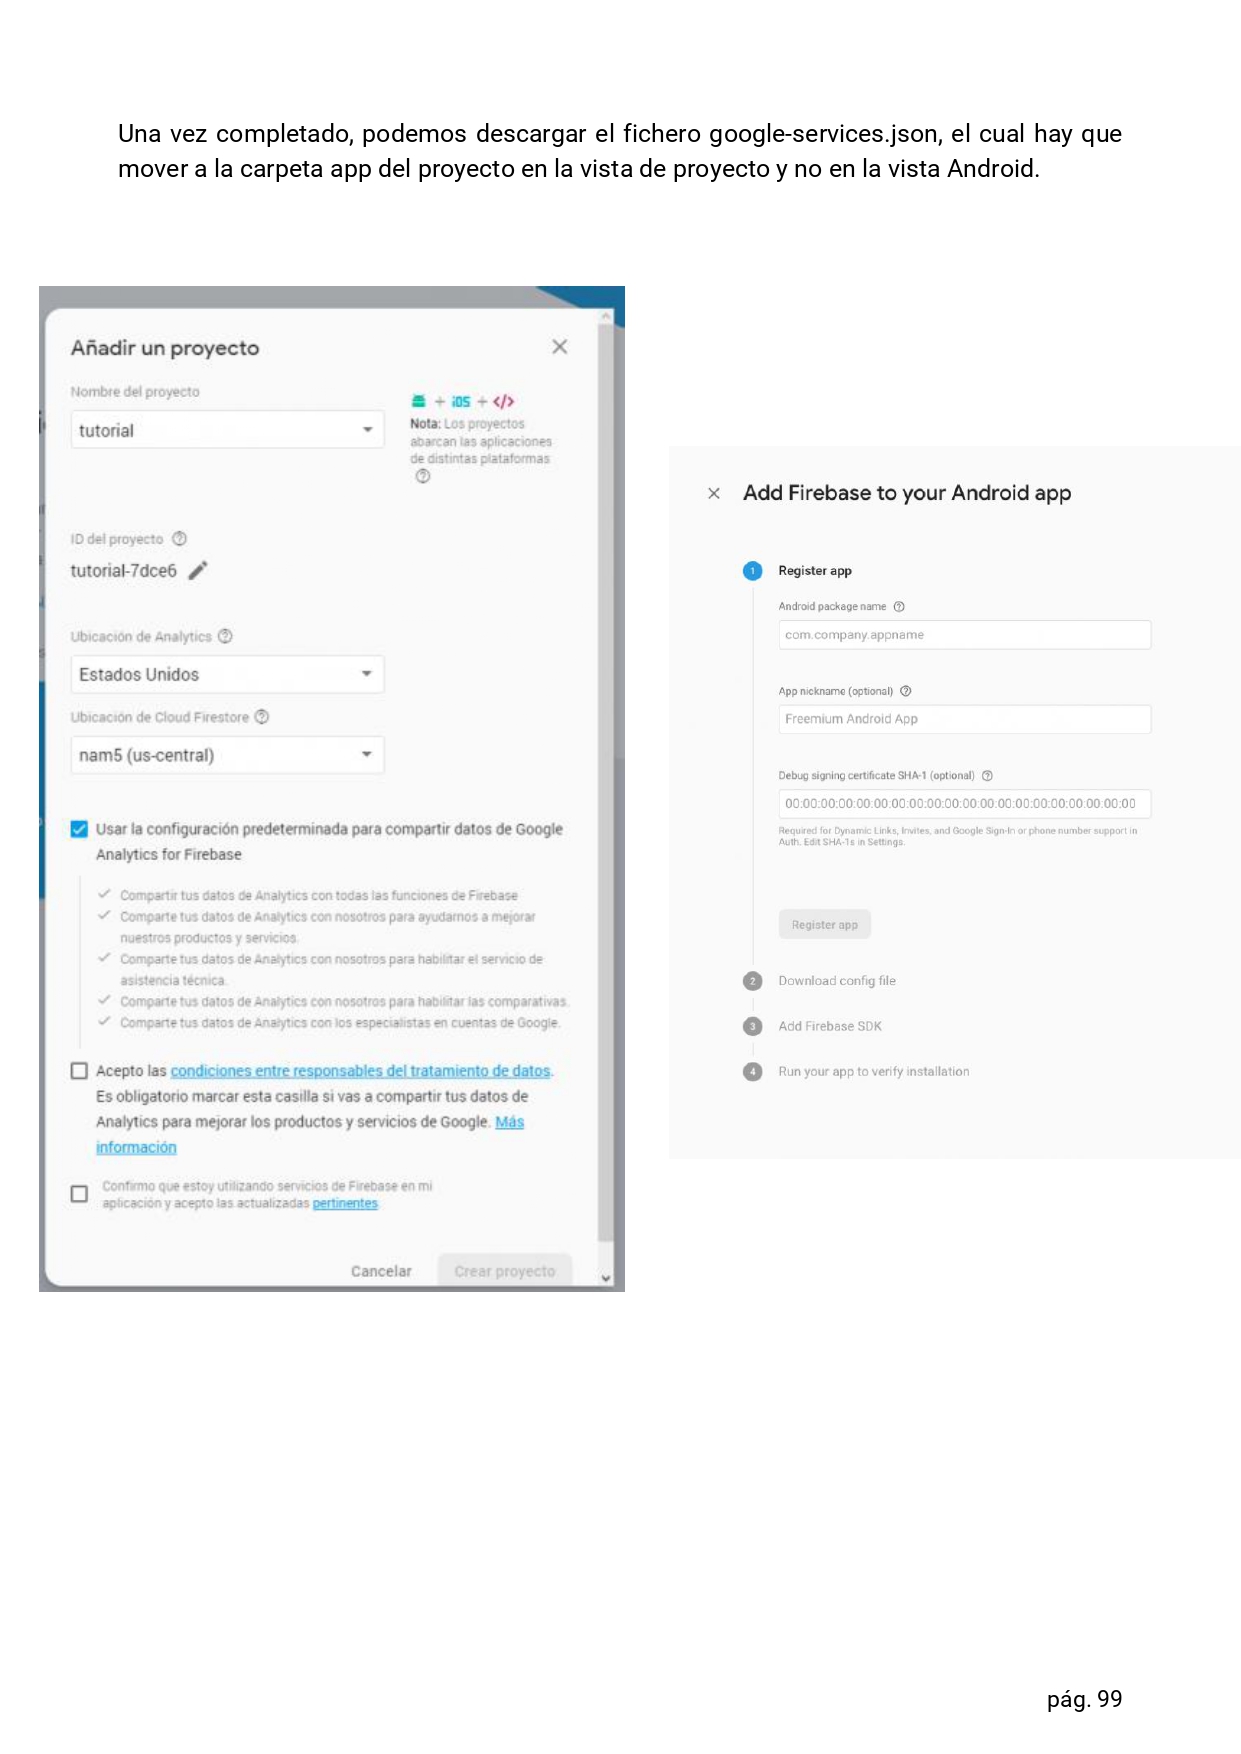 Una vez completado, podemos descargar el fichero google-services.json, el cual hay que
mover a la carpeta app del proyecto en la vista de proyecto y no en la vista Android.
Añadir un proyecto
Nombre del proyecto
tutorial
+ iOS + </>
Nota: Los proyectos
abarcan las aplicaciones
de distintas plataformas
ID del proyecto
tutorial-7dce6
Ubicación de Analytics
Estados Unidos
Ubicación de Cloud Firestore
nam5 (us-central)
Usar la configuración predeterminada para compartir datos de Google
Analytics for Firebase
Compartir tus datos de Analytics con todas las funciones de Firebase
Comparte tus datos de Analytics con nosotros para ayudarnos a mejorar
nuestros productos y servicios.
Comparte tus datos de Analytics con nosotros para habilitar el servicio de
asistencia técnica.
Comparte tus datos de Analytics con nosotros para habilitar las comparativas.
Comparte tus datos de Analytics con los especialistas en cuentas de Google.
Acepto las condiciones entre responsables del tratamiento de datos.
Es obligatorio marcar esta casilla si vas a compartir tus datos de
Analytics para mejorar los productos y servicios de Google. Más
información
Confirmo que estoy utilizando servicios de Firebase en mi
aplicación y acepto las actualizadas pertinentes
Cancelar Crear proyecto
Add Firebase to your Android app
1 Register app
Android package name
com.company.appname
App nickname (optional)
Freemium Android App
Debug signing certificate SHA-1 (optional)
00:00:00:00:00:00:00:00:00:00:00:00:00:00:00:00:00:00:00:00
Required for Dynamic Links, Invites, and Google Sign-In or phone number support in
Auth. Edit SHA-1s in Settings.
Register app
2 Download config file
3 Add Firebase SDK
4 Run your app to verify installation
pág. 99